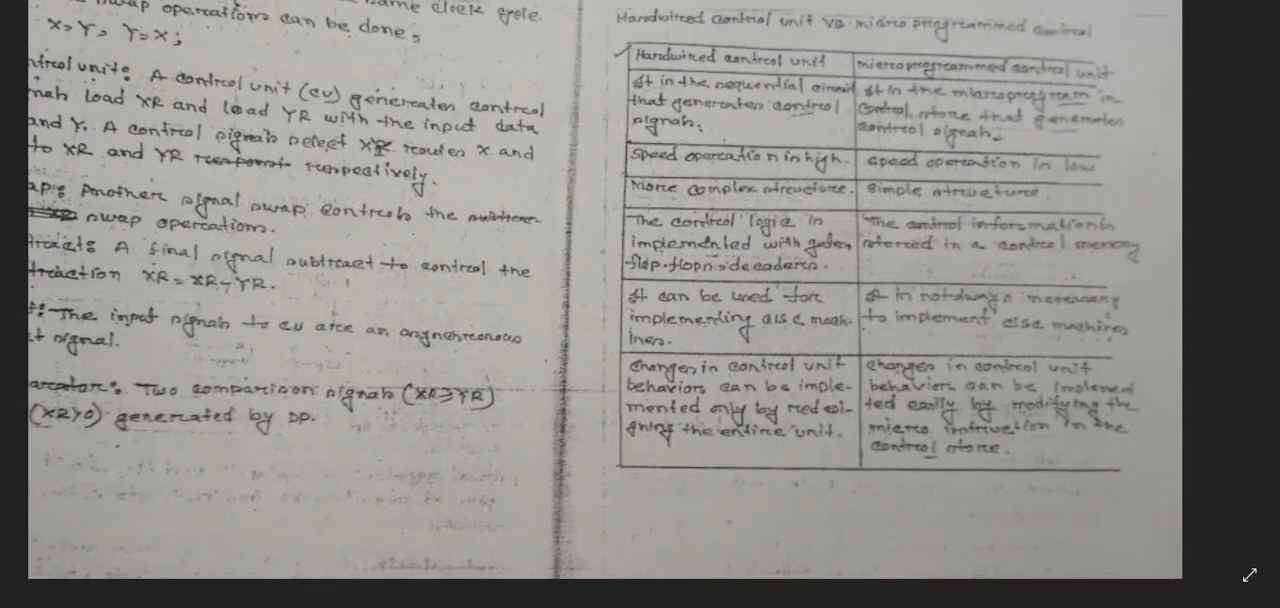 swap operations can be done,
same clock cycle.
X=Y, Y=X;
ntrol unit: A control unit (CU) generates control
nals Load XR and load YR with the input data
and Y. A control signals select XY routes X and
to XR and YR respectively.
ap: Another signal swap controls the
swap operations.
tract: A final signal subtract to control the
traction XR = XR-YR.
: The input signals to CU are an asynchronous
et signal.
arator: Two comparison signals (XR≥YR)
(XR>0) generated by DP.
Hardwired control unit vs micro programmed control
Hardwired control unit
microprogrammed control unit
It is the sequential circuit
that generates control
signals.
It is the microprogram in
control store that generates
control signals.
Speed operation is high.
Speed operation is low
More complex structure.
Simple structure
The control logic is
implemented with gates
flip-flops, decoders.
The control information is
stored in a control memory
It can be used for
implementing RISC mach-
ines.
It is not always necessary
to implement CISC machines
Changes in control unit
behaviors can be imple-
mented only by redesi-
gning the entire unit.
Changes in control unit
behaviors can be implemen
ted easily by modifying the
micro instruction in the
control store.